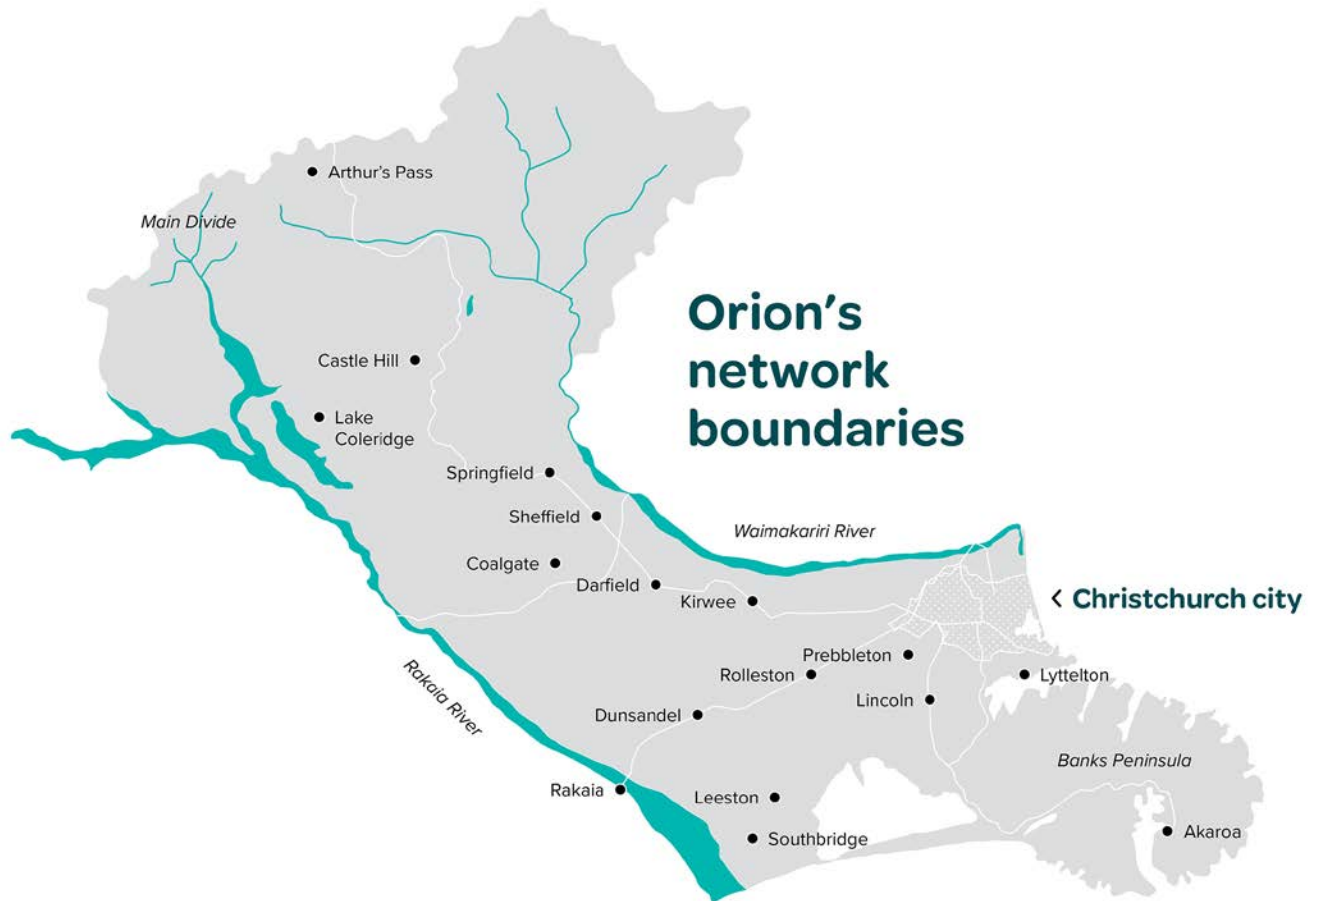 Arthur's Pass
Main Divide
Orion's
network
boundaries
Castle Hill
Lake
Coleridge
Springfield
Sheffield
Waimakariri River
Coalgate
Darfield
Kirwee
Christchurch city
Prebbleton
Rolleston
Lyttelton
Rakaia River
Lincoln
Dunsandel
Banks Peninsula
Rakaia
Leeston
Southbridge
Akaroa